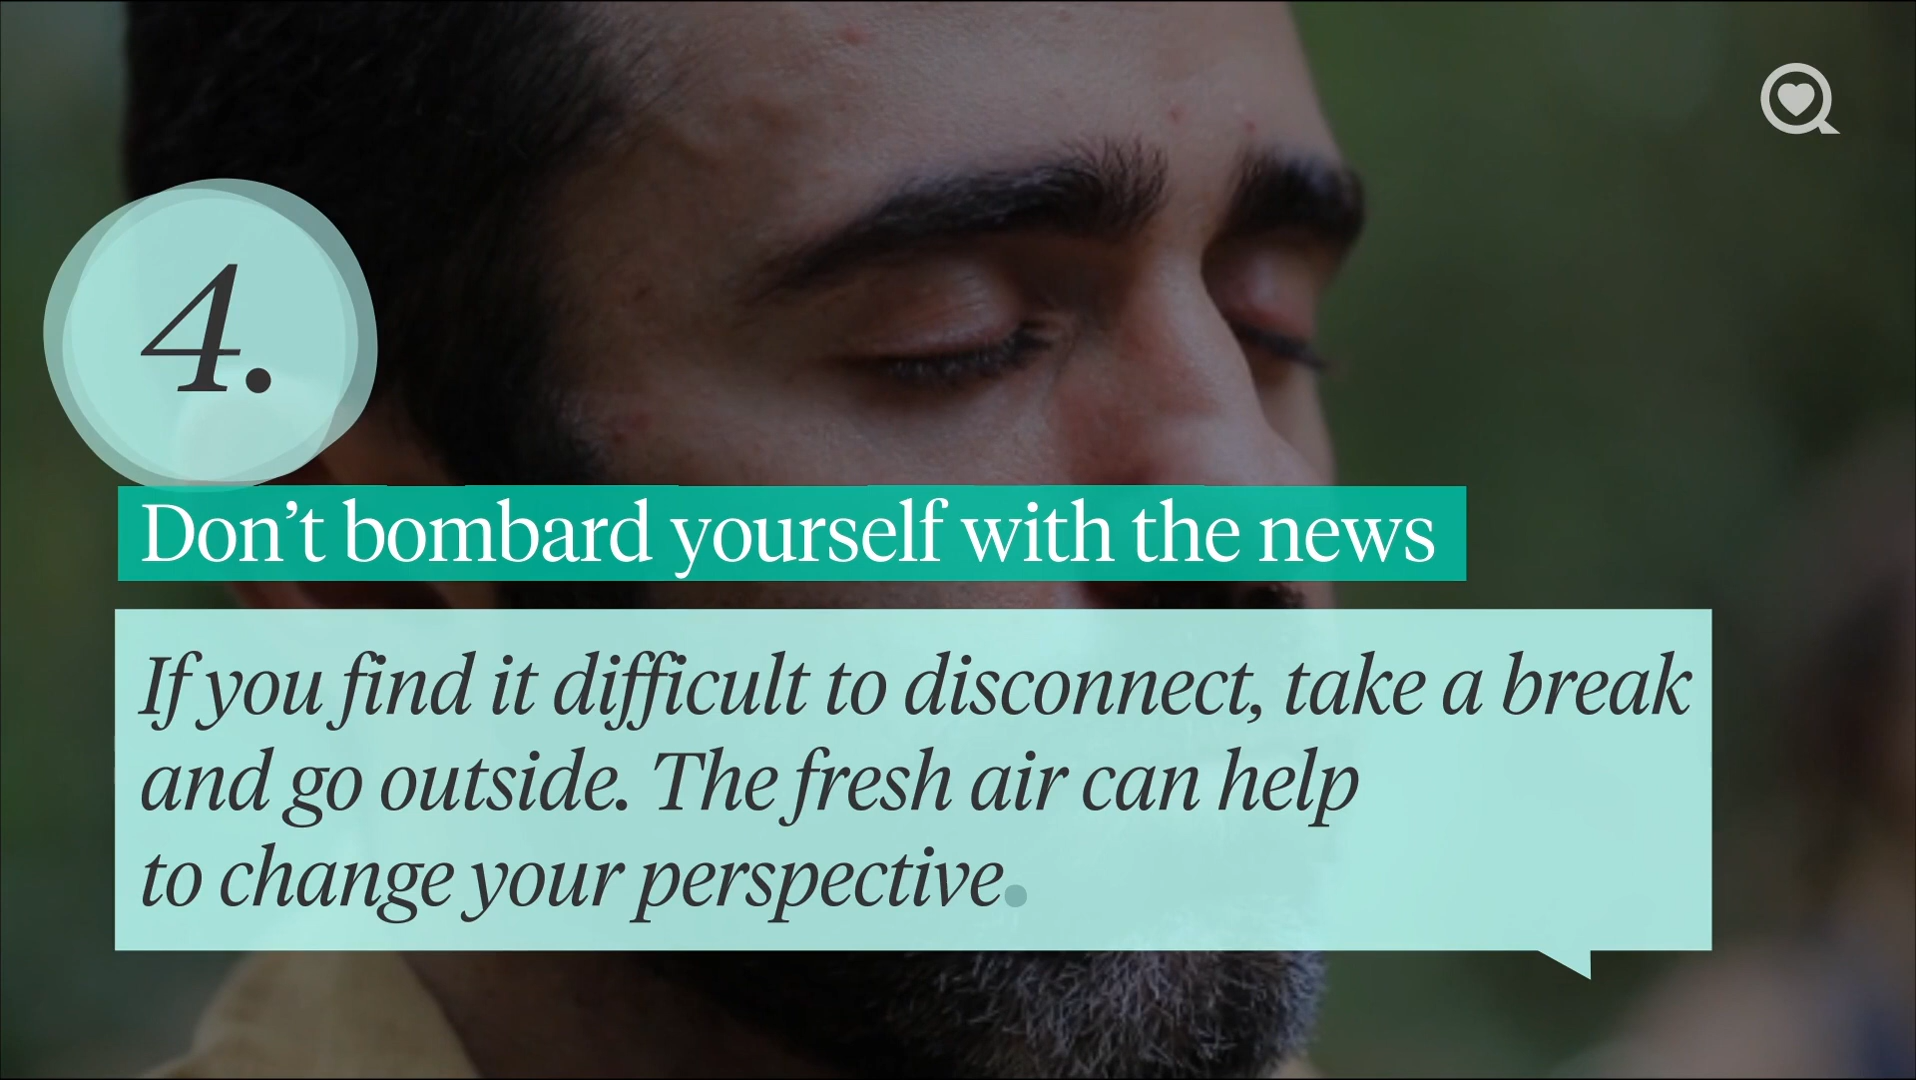 4.
Don’t bombard yourself with the news
If you find it difficult to disconnect, take a break
and go outside. The fresh air can help
to change your perspective.